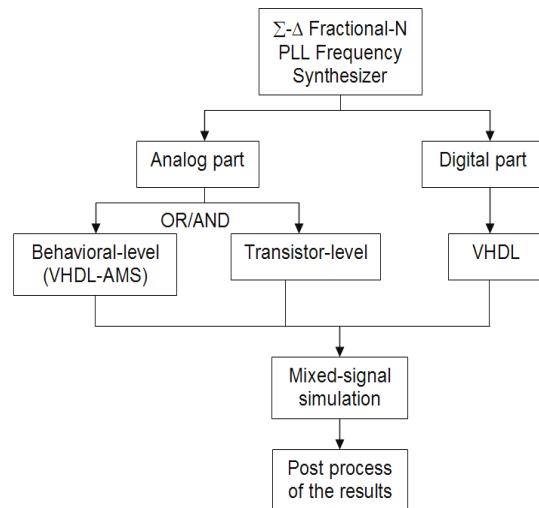 Σ-Δ Fractional-N
PLL Frequency
Synthesizer
Analog part
Digital part
OR/AND
Behavioral-level
(VHDL-AMS)
Transistor-level
VHDL
Mixed-signal
simulation
Post process
of the results